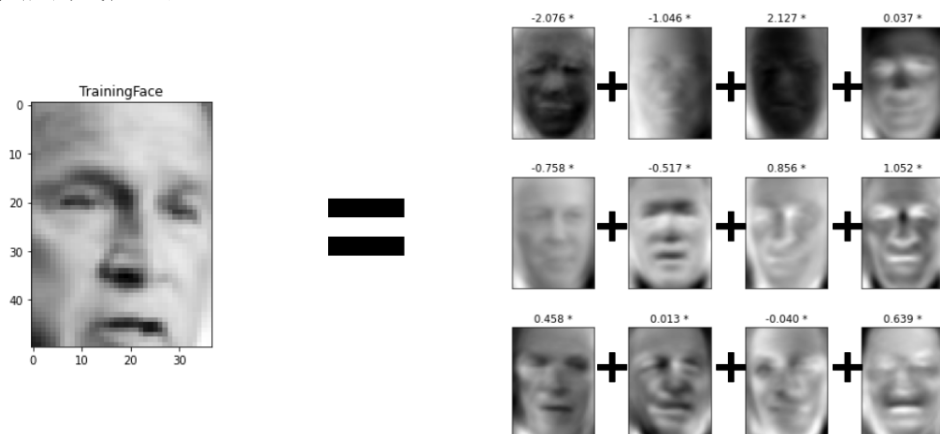 -2.076 * -1.046 * 2.127 * 0.037 *
+ + +
TrainingFace
0
10
20
30
40
0 10 20 30
=
-0.758 * -0.517 * 0.856 * 1.052 *
+ + +
0.458 * 0.013 * -0.040 * 0.639 *
+ + +